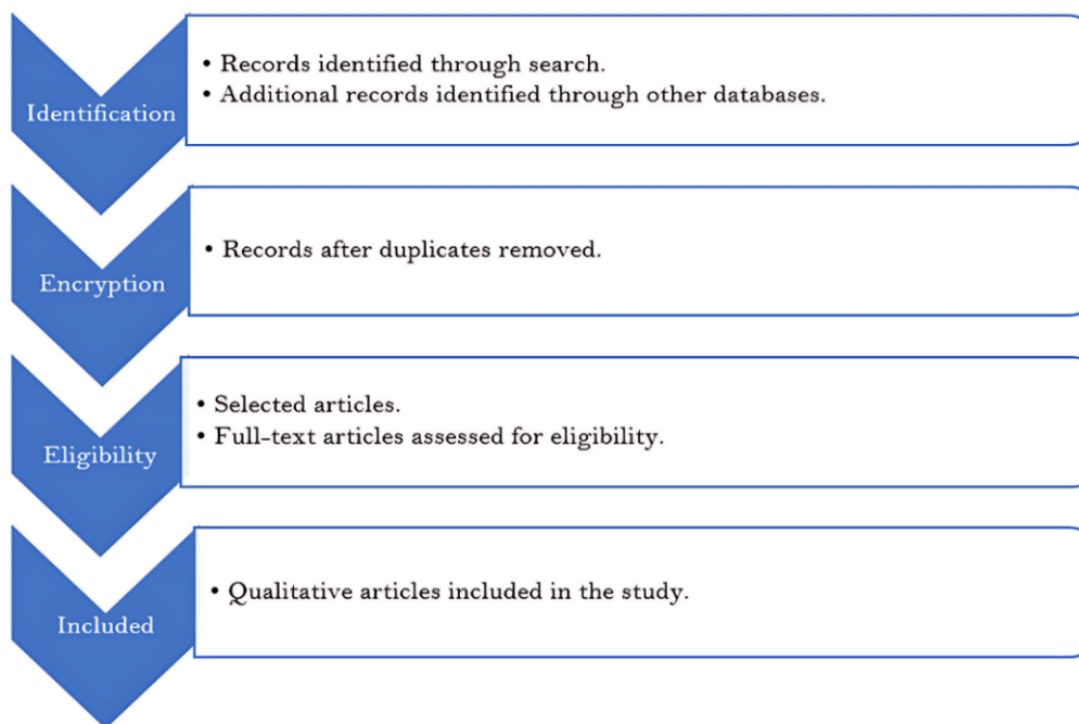 Identification
• Records identified through search.
• Additional records identified through other databases.
Encryption
• Records after duplicates removed.
Eligibility
• Selected articles.
• Full-text articles assessed for eligibility.
Included
• Qualitative articles included in the study.